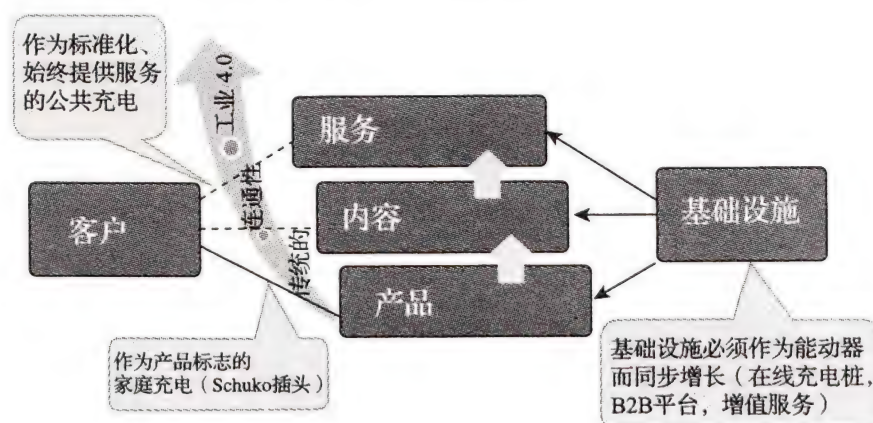 作为标准化、
始终提供服务
的公共充电
工业4.0
连通性
传统的
服务
内容
产品
客户
基础设施
作为产品标志的
家庭充电（Schuko插头）
基础设施必须作为能动器
而同步增长（在线充电桩，
B2B平台，增值服务）